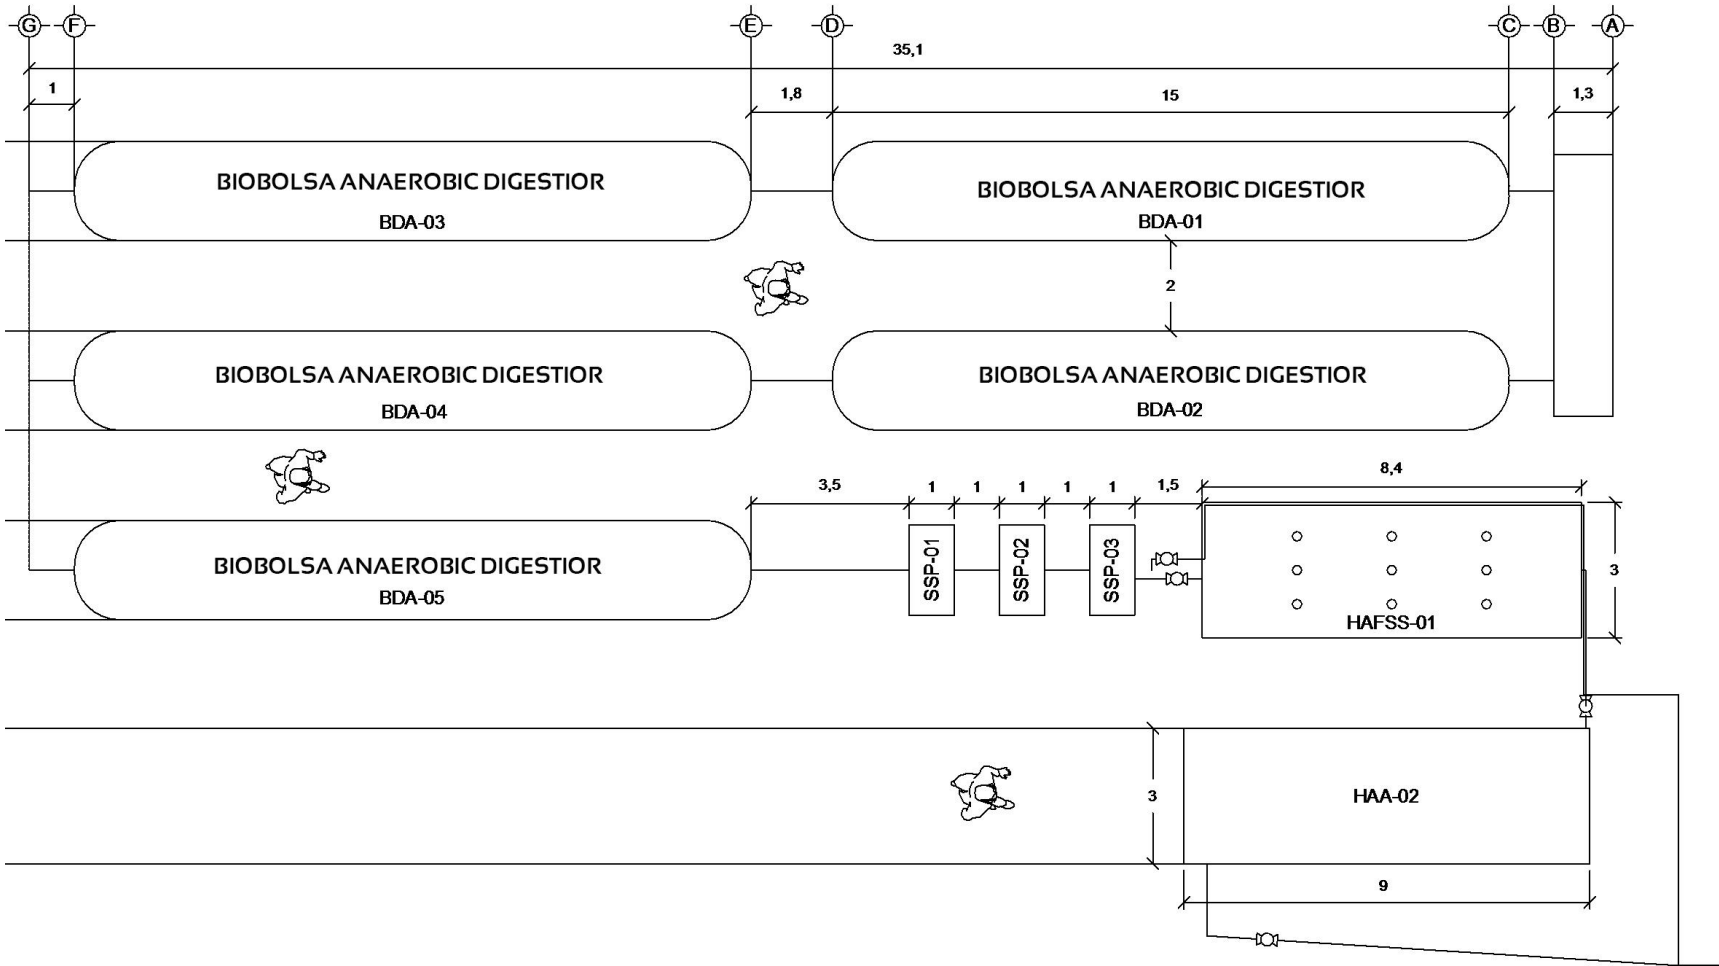 G F E D C B A
35,1
1 1,8 15 1,3
BIOBOLSA ANAEROBIC DIGESTIOR
BDA-03
BIOBOLSA ANAEROBIC DIGESTIOR
BDA-01
2
BIOBOLSA ANAEROBIC DIGESTIOR
BDA-04
BIOBOLSA ANAEROBIC DIGESTIOR
BDA-02
8,4
3,5 1 1 1 1 1 1,5
BIOBOLSA ANAEROBIC DIGESTIOR
BDA-05
SSP-01
SSP-02
SSP-03
3
HAFSS-01
3
HAA-02
9